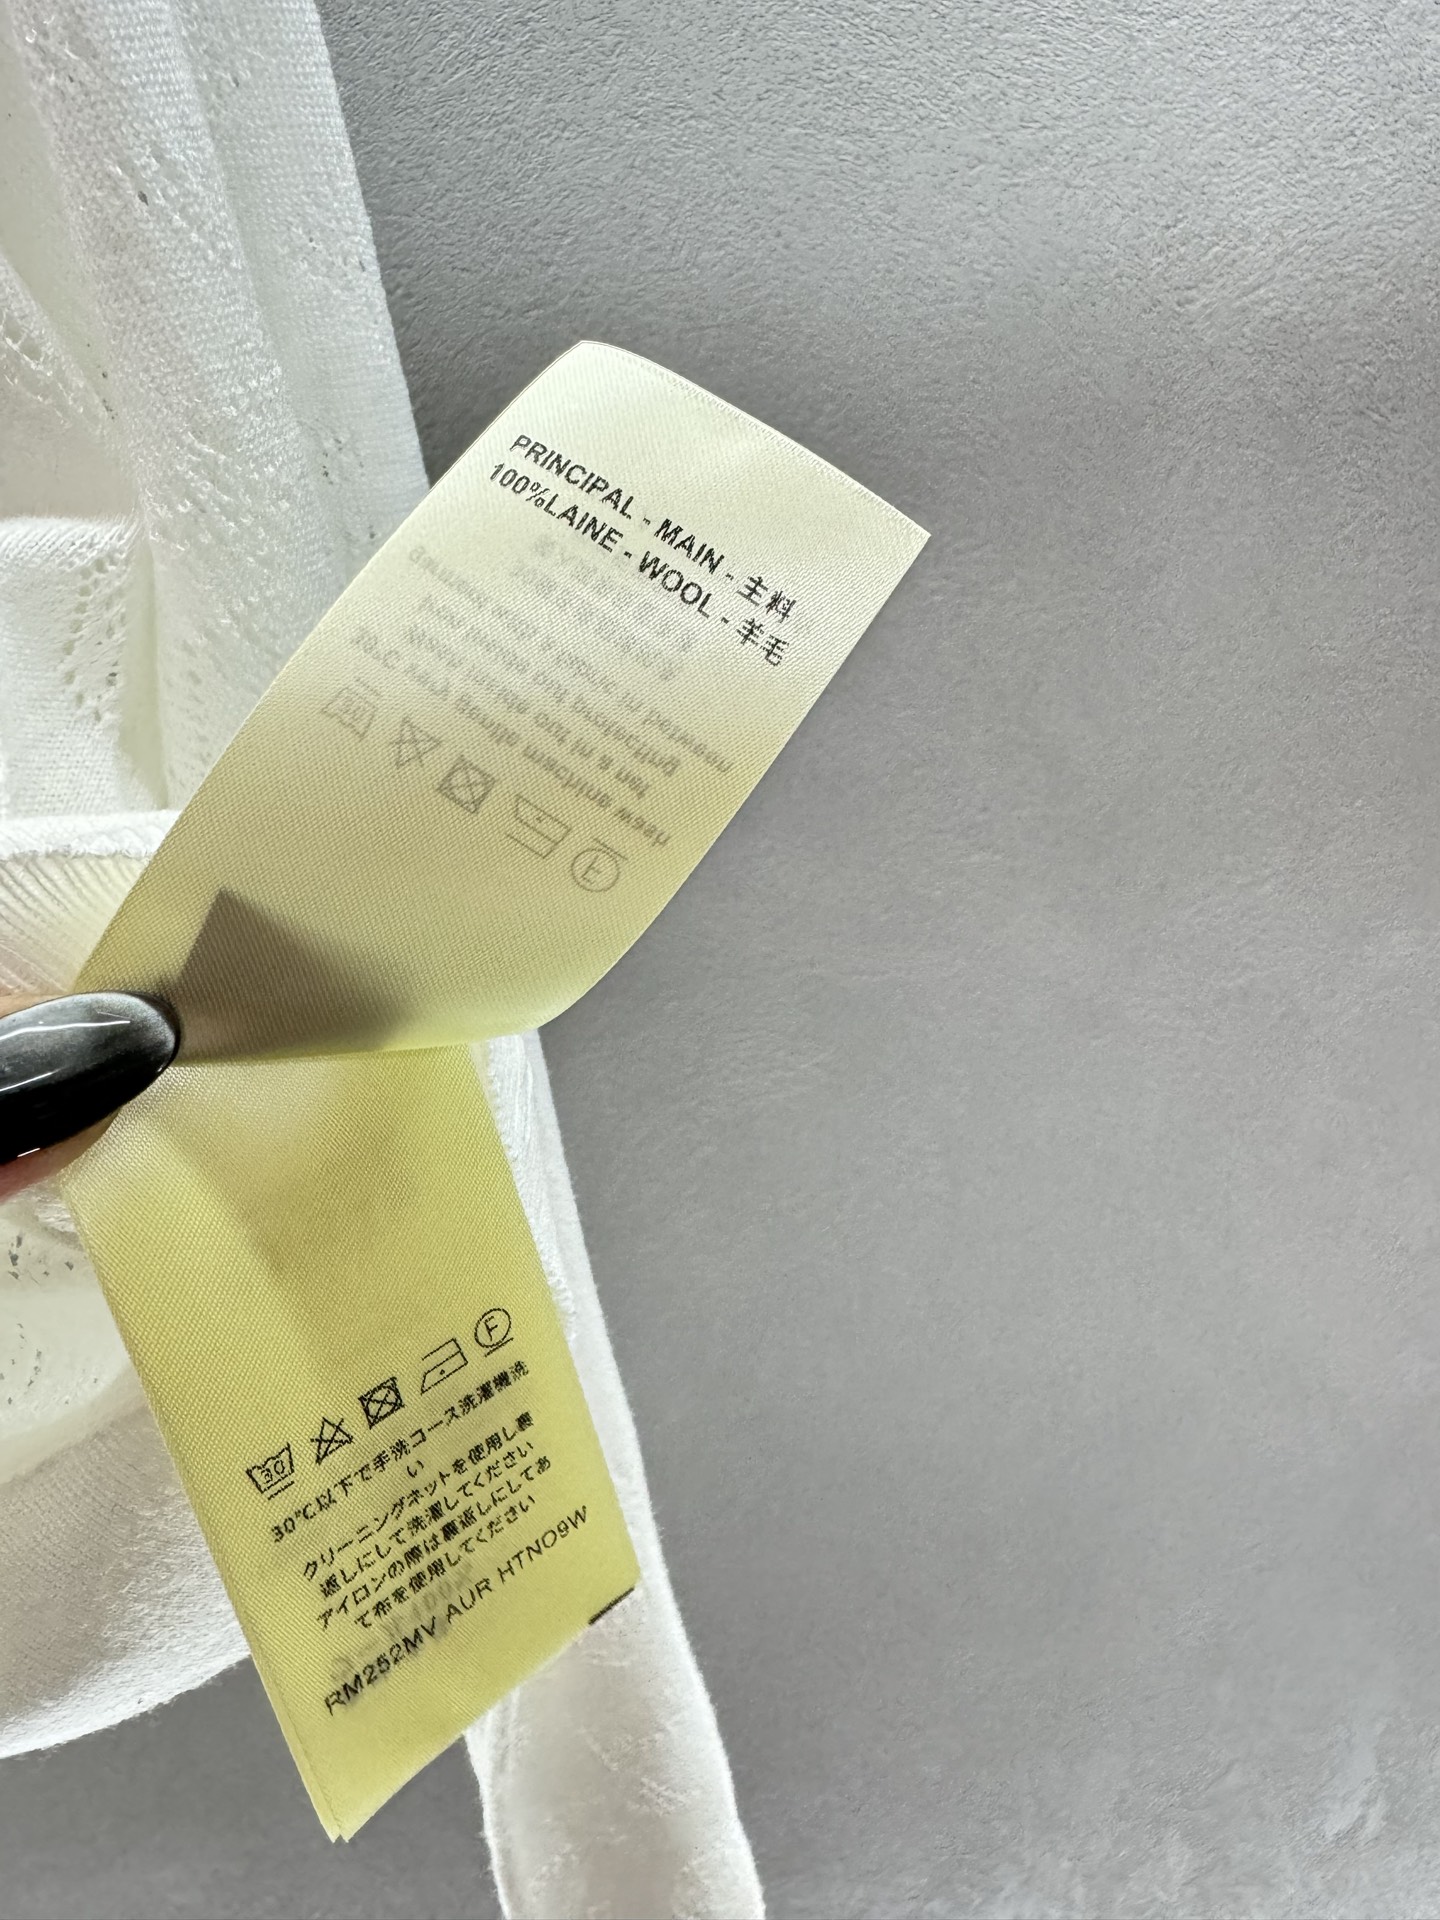 PRINCIPAL - MAIN - 主料
100%LAINE - WOOL - 羊毛
30
F
30℃以下で手洗コース洗濯機洗
い
クリーニングネットを使用し裏
返しにして洗濯してください
アイロンの際は裏返しにしてあ
て布を使用してください
RM252MV AUR HTNO9W